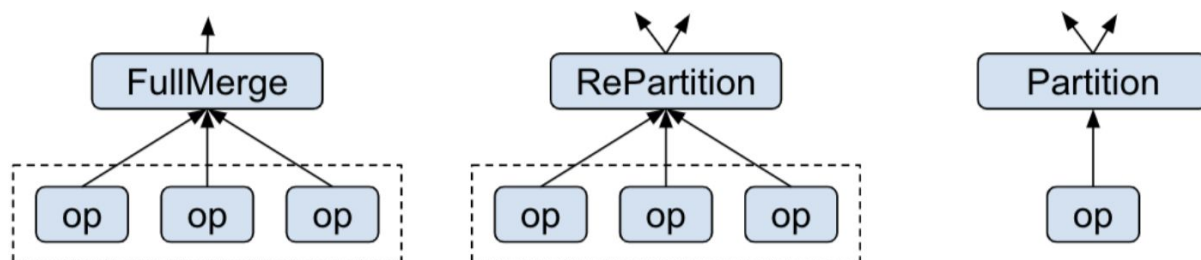 FullMerge
RePartition
Partition
op op op
op op op
op